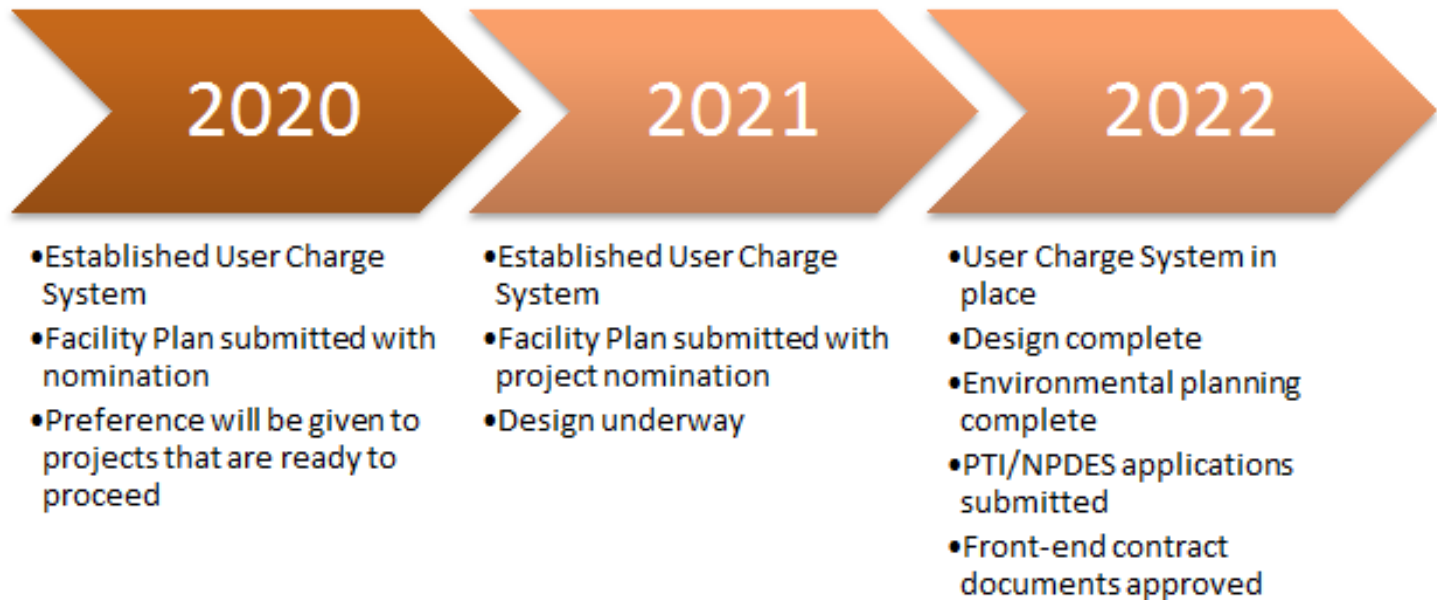 2020
•Established User Charge
System
•Facility Plan submitted with
nomination
•Preference will be given to
projects that are ready to
proceed
2021
•Established User Charge
System
•Facility Plan submitted with
project nomination
•Design underway
2022
•User Charge System in
place
•Design complete
•Environmental planning
complete
•PTI/NPDES applications
submitted
•Front-end contract
documents approved